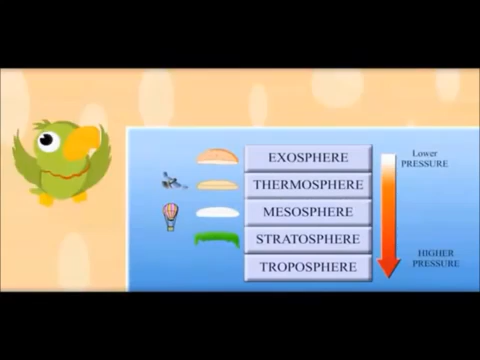 EXOSPHERE
THERMOSPHERE
MESOSPHERE
STRATOSPHERE
TROPOSPHERE
Lower
PRESSURE
HIGHER
PRESSURE